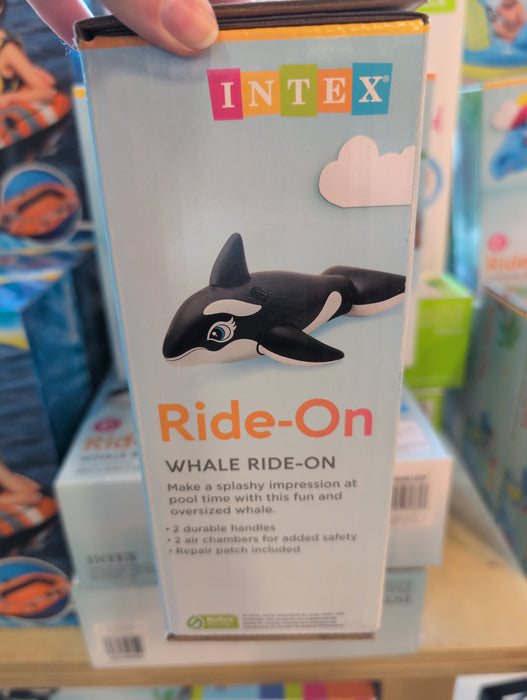 INTEX
Ride-On
WHALE RIDE-ON
Make a splashy impression at
pool time with this fun and
oversized whale.
• 2 durable handles
• 2 air chambers for added safety
• Repair patch included
INTEX